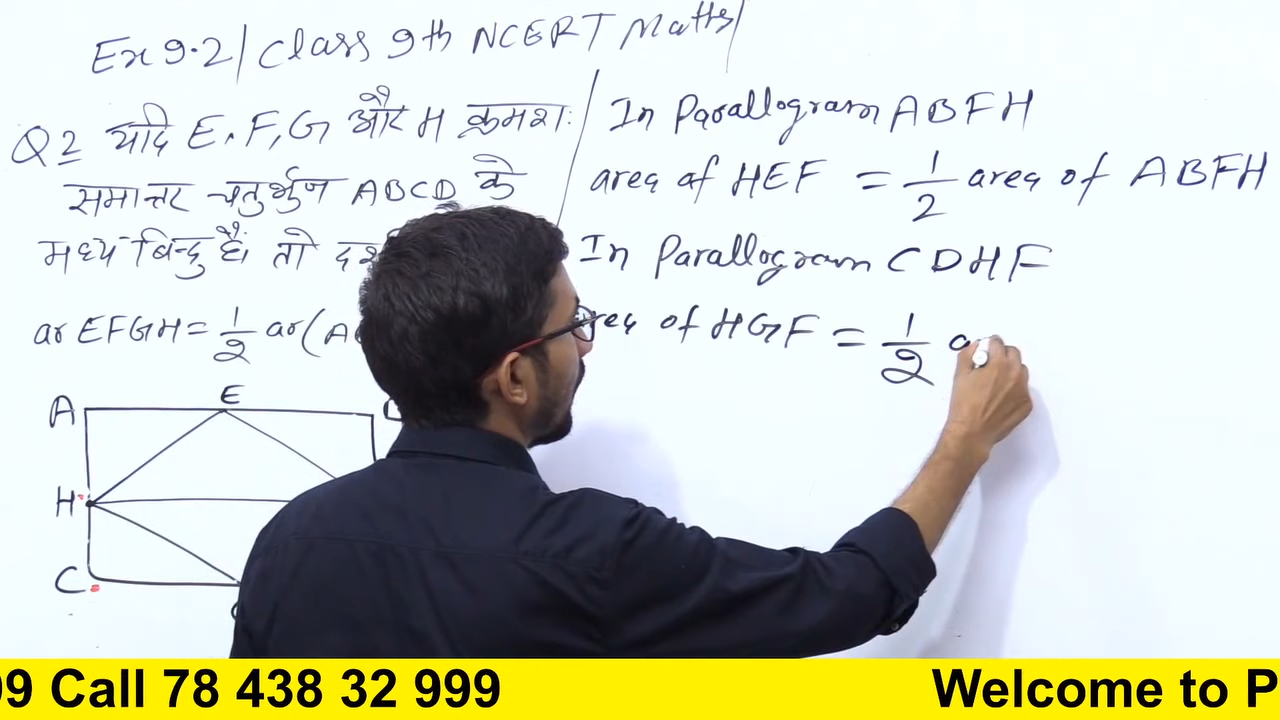 Ex 9.2 / Class 9th NCERT Maths /
Q 2 यदि E, F, G और H क्रमशः
समान्तर चतुर्भुज ABCD के
मध्य बिन्दु है। तो
ar EFGH = 1/2 ar(A
A E
H
C
In Parallogram ABFH
area of HEF = 1/2 area of ABFH
In Parallogram CDHF
area of HGF = 1/2 a
99 Call 78 438 32 999
Welcome to P